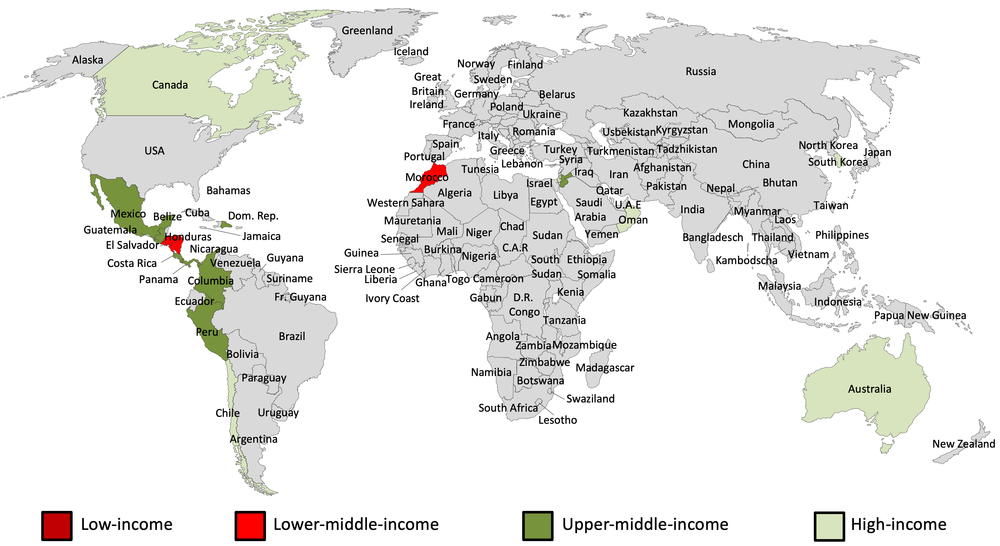 Greenland
Iceland
Alaska
Canada
USA
Bahamas
Mexico
Belize
Cuba
Dom. Rep.
Guatemala
Honduras
Jamaica
El Salvador
Nicaragua
Costa Rica
Venezuela
Guyana
Panama
Columbia
Suriname
Ecuador
Fr. Guyana
Peru
Brazil
Bolivia
Paraguay
Chile
Uruguay
Argentina
Norway
Finland
Sweden
Great
Britain
Ireland
Germany
Belarus
Poland
Ukraine
France
Romania
Italy
Spain
Greece
Portugal
Turkey
Syria
Lebanon
Russia
Kazakhstan
Mongolia
Usbekistan
Kyrgyzstan
Turkmenistan
Tadzhikistan
North Korea
South Korea
Japan
China
Afghanistan
Iraq
Iran
Israel
Pakistan
Nepal
Bhutan
Qatar
Saudi
Arabia
U.A.E
Oman
Yemen
India
Bangladesch
Myanmar
Laos
Taiwan
Thailand
Philippines
Kambodscha
Vietnam
Malaysia
Indonesia
Papua New Guinea
Morocco
Tunesia
Algeria
Libya
Egypt
Western Sahara
Mauretania
Mali
Niger
Chad
Sudan
Senegal
Burkina
C.A.R
Guinea
Nigeria
South
Sudan
Ethiopia
Sierra Leone
Liberia
Somalia
Ghana
Togo
Cameroon
Ivory Coast
Gabun
D.R.
Congo
Kenia
Tanzania
Angola
Zambia
Mozambique
Zimbabwe
Madagascar
Namibia
Botswana
Swaziland
South Africa
Lesotho
Australia
New Zealand
Low-income
Lower-middle-income
Upper-middle-income
High-income